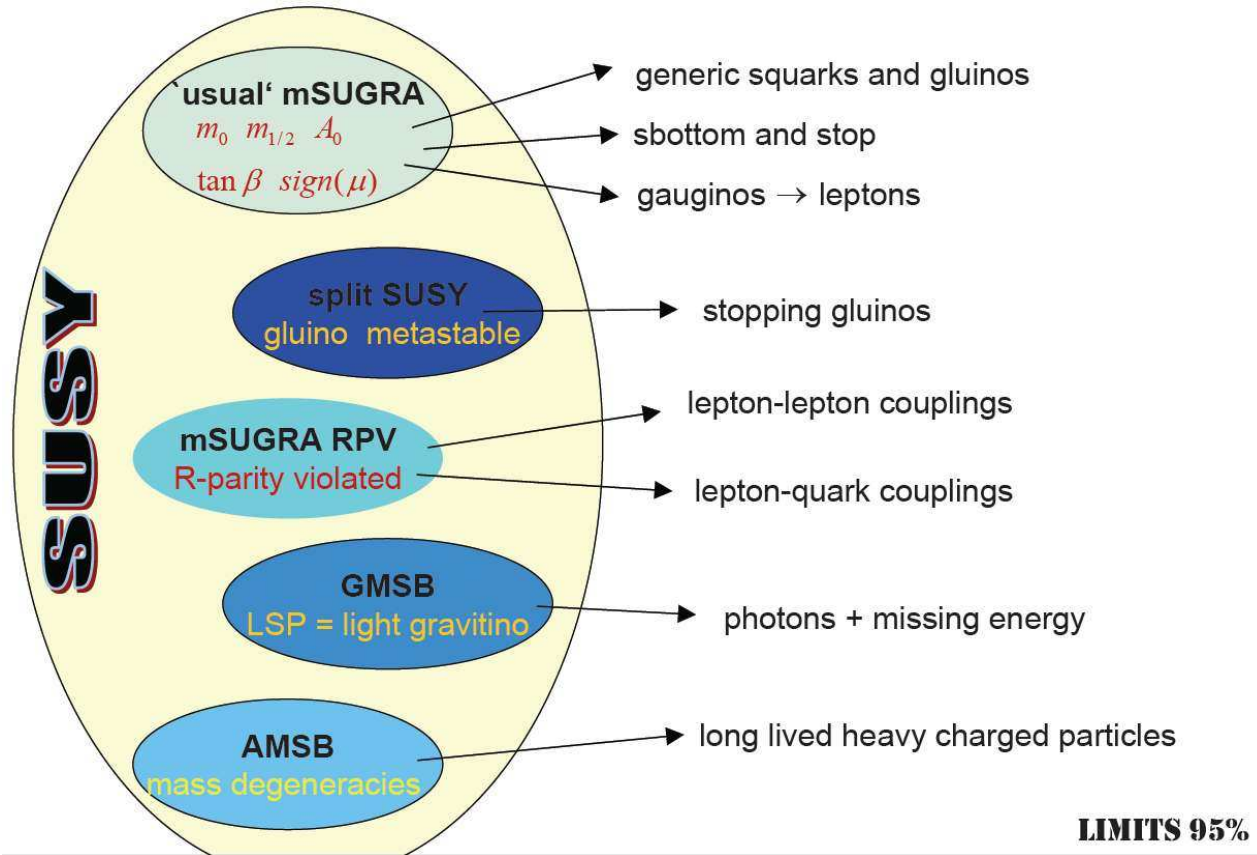 SUSY
`usual‘ mSUGRA
m₀ m₁/₂ A₀
tan β sign(μ)
generic squarks and gluinos
sbottom and stop
gauginos → leptons
split SUSY
gluino metastable
stopping gluinos
mSUGRA RPV
R-parity violated
lepton-lepton couplings
lepton-quark couplings
GMSB
LSP = light gravitino
photons + missing energy
AMSB
mass degeneracies
long lived heavy charged particles
LIMITS 95%